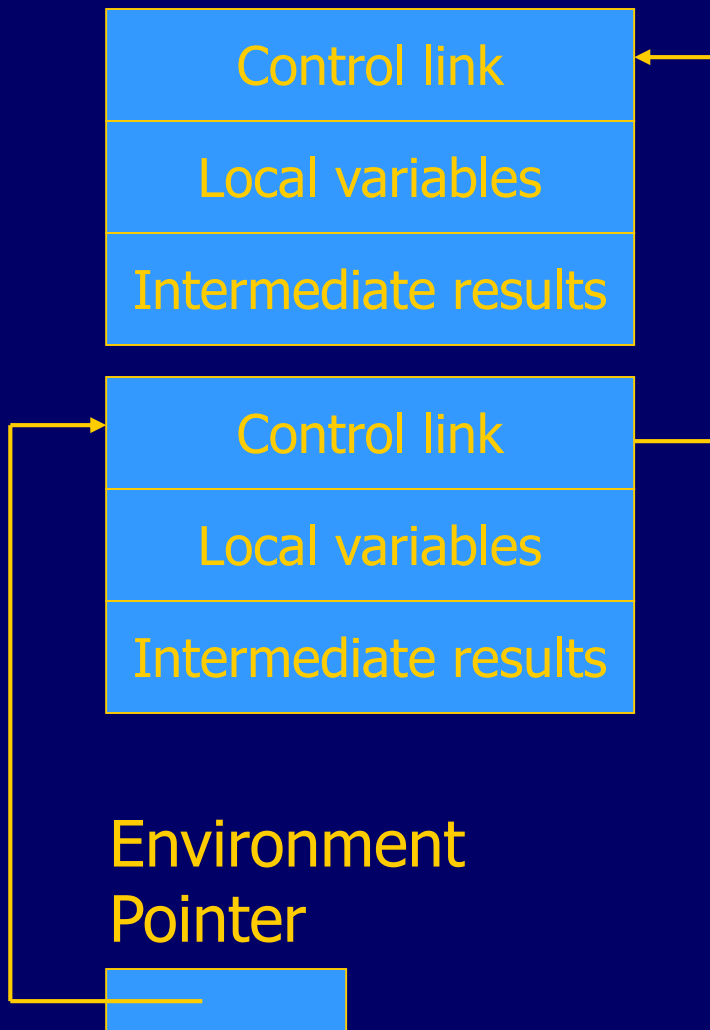 Control link
Local variables
Intermediate results
Control link
Local variables
Intermediate results
Environment
Pointer